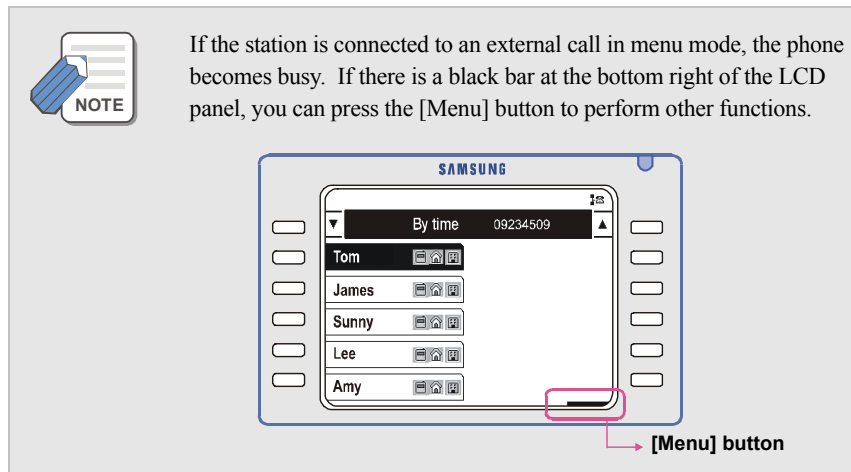 If the station is connected to an external call in menu mode, the phone
becomes busy. If there is a black bar at the bottom right of the LCD
panel, you can press the [Menu] button to perform other functions.
NOTE
SAMSUNG
By time 09234509
Tom
James
Sunny
Lee
Amy
[Menu] button